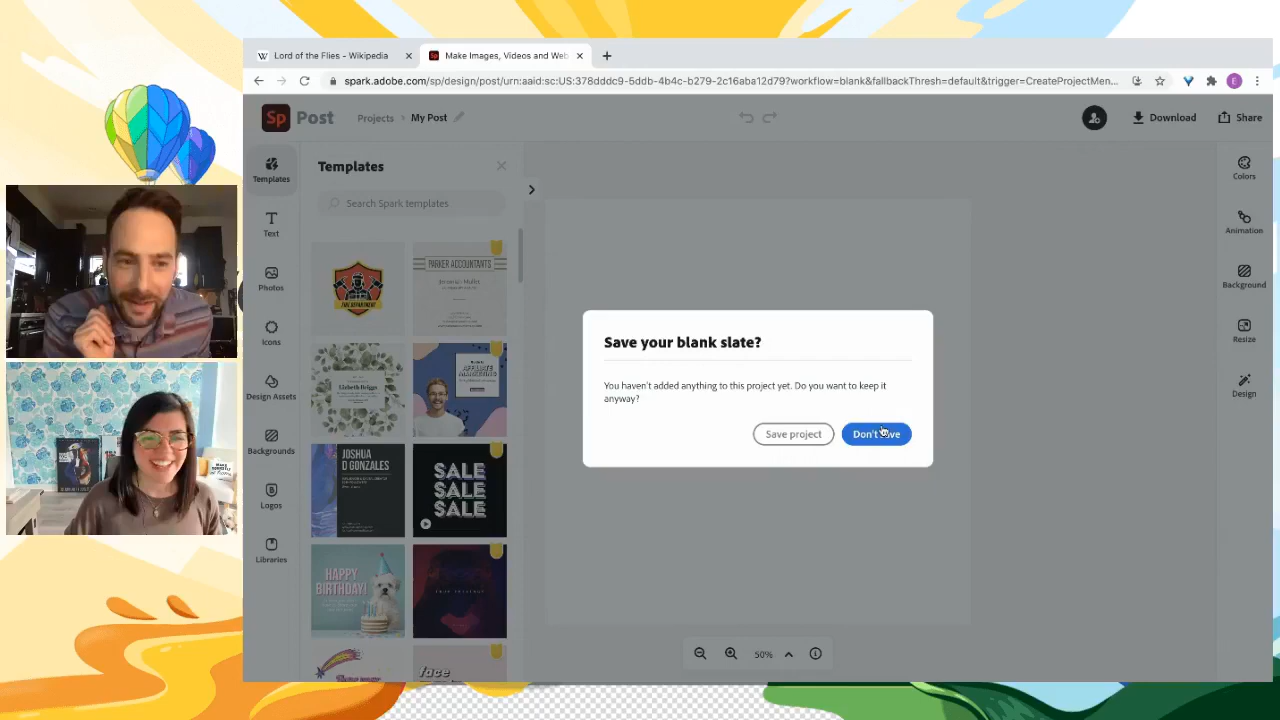 Lord of the Flies - Wikipedia
Make Images, Videos and Web
spark.adobe.com/sp/design/post/urn:aaid:sc:US:378dddc9-5ddb-4b4c-b279-2c16aba12d79?workflow=blank&fallbackThresh=default&trigger=CreateProjectMen...
E
Sp Post
Projects > My Post
Download
Share
Templates
Text
Photos
Icons
Design Assets
Backgrounds
Logos
Libraries
Templates
Search Spark templates
FIRE DEPARTMENT
PARKER ACCOUNTANTS
AFFILIATE
MARKETING
JOSHUA
D GONZALES
SALE
SALE
SALE
HAPPY
BIRTHDAY!
face
Save your blank slate?
You haven't added anything to this project yet. Do you want to keep it
anyway?
Save project
Don't
50%
Colors
Animation
Background
Resize
Design